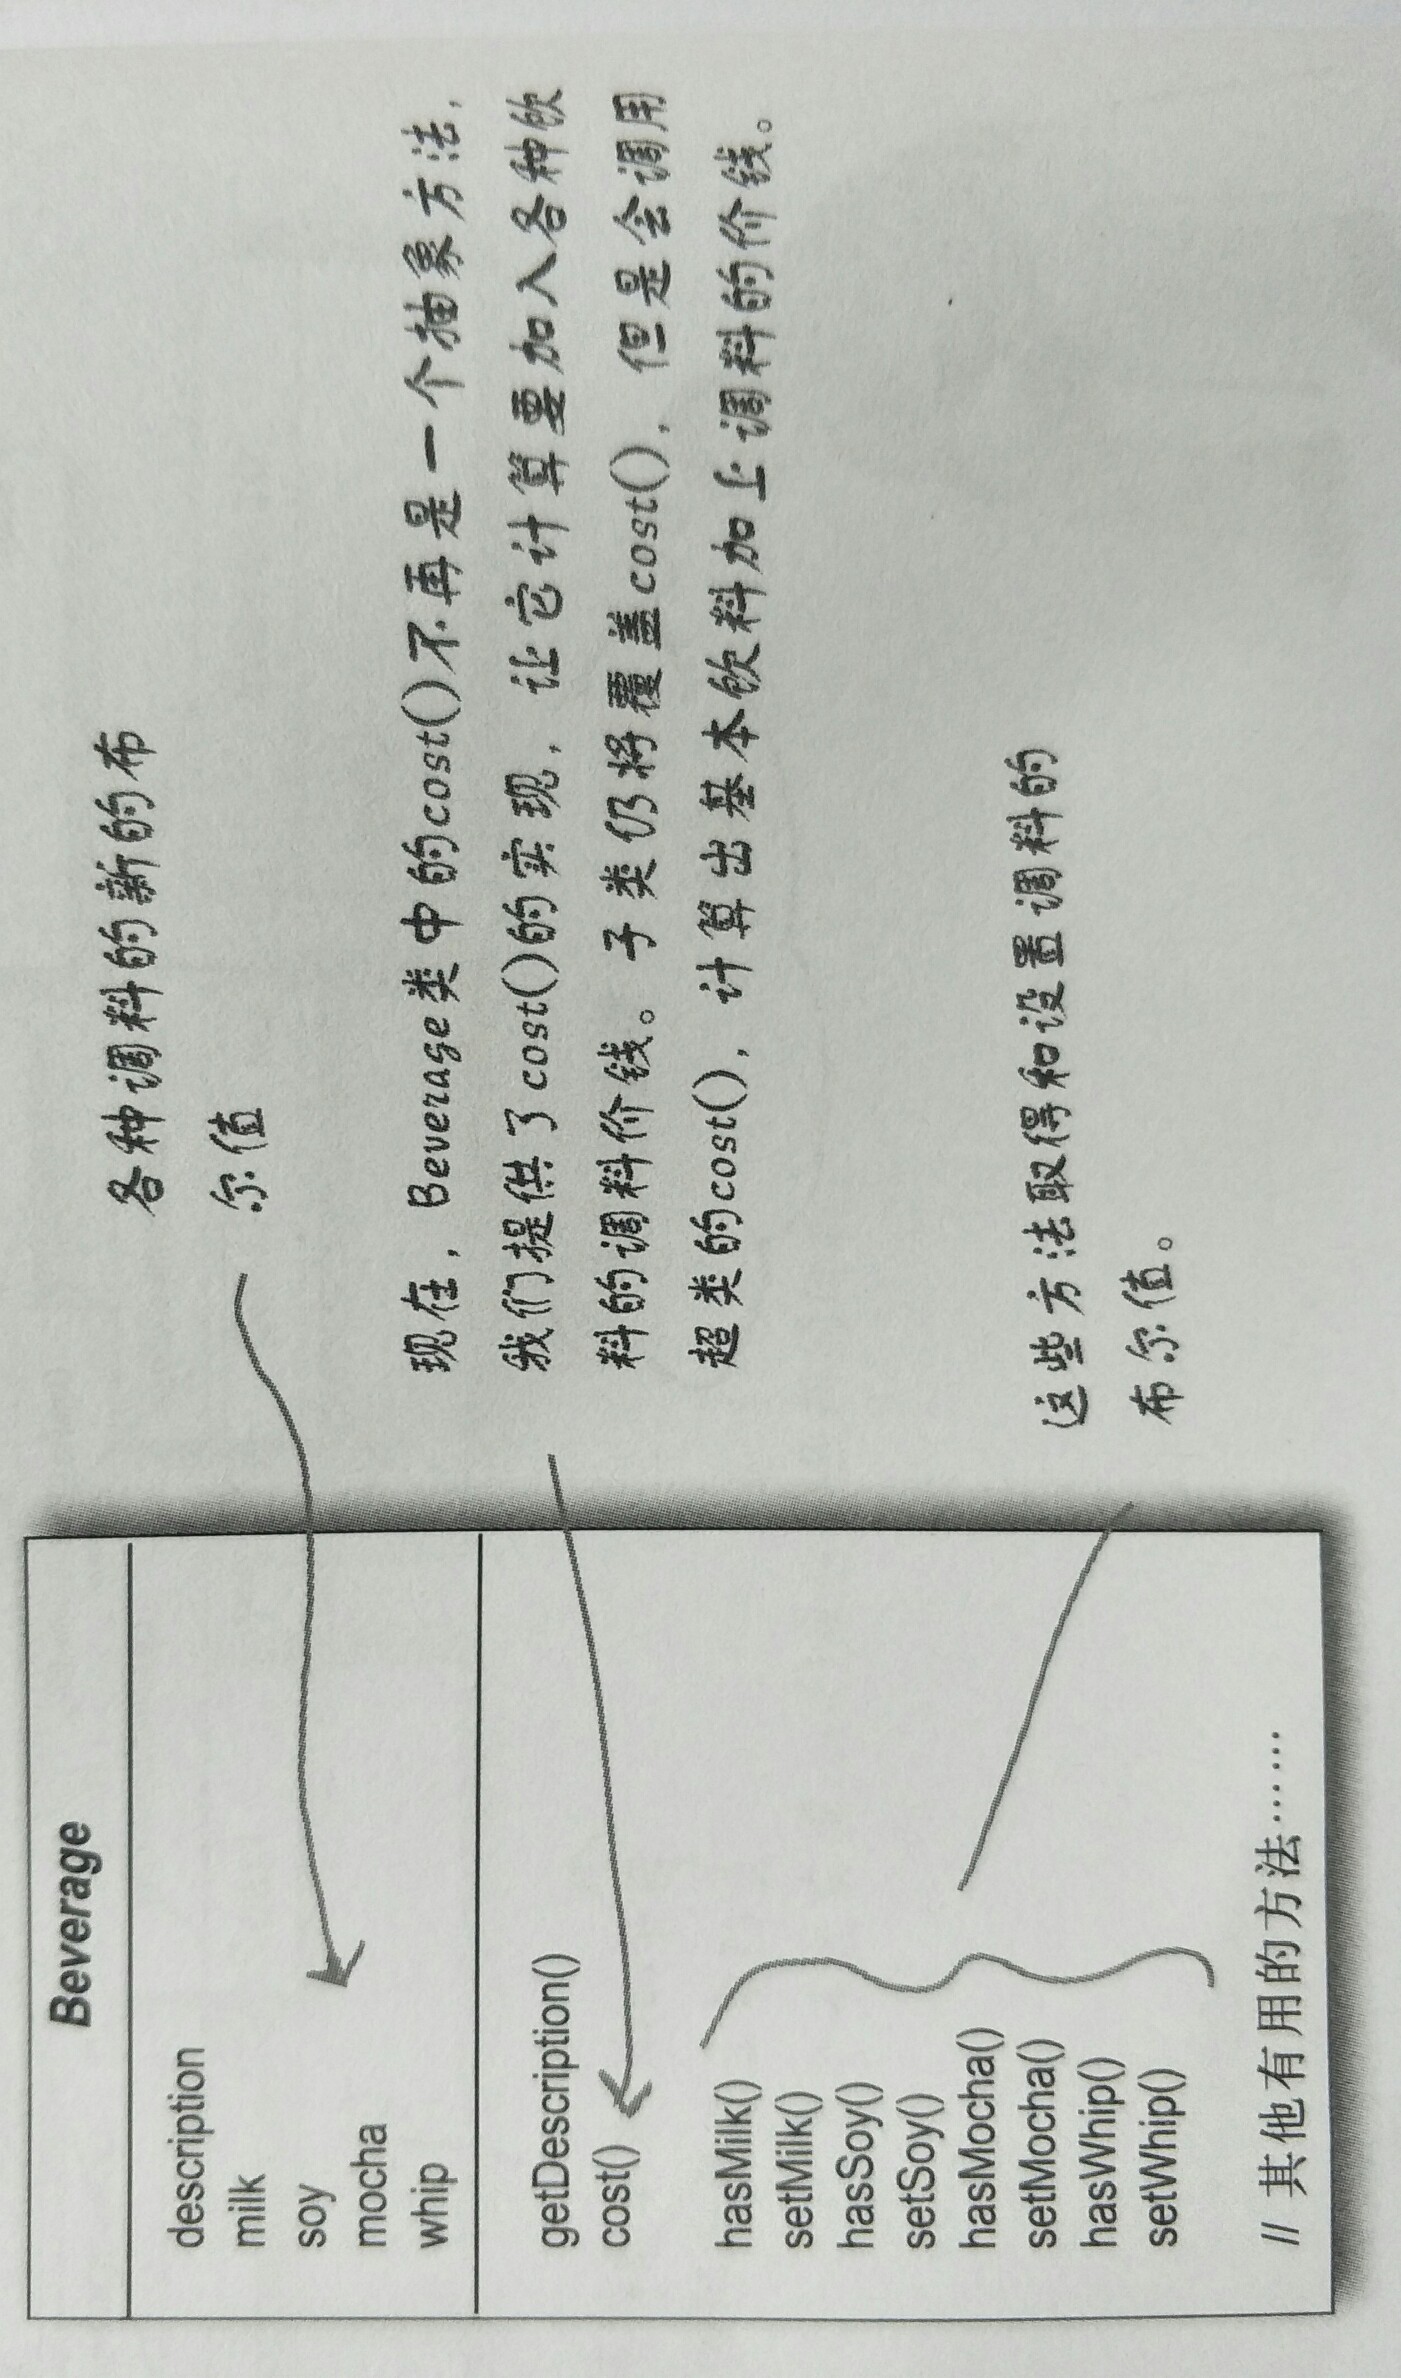 Beverage
description
milk
soy
mocha
whip
getDescription()
cost()
hasMilk()
setMilk()
hasSoy()
setSoy()
hasMocha()
setMocha()
hasWhip()
setWhip()
// 其他有用的方法……
各种调料的新的布
尔值
现在，Beverage类中的cost()不再是一个抽象方法，
我们提供了cost()的实现，让它计算要加入各种饮
料的调料价钱。子类仍将覆盖cost()，但是会调用
超类的cost()，计算出基本饮料加上调料的价钱。
这些方法取得和设置调料的
布尔值。